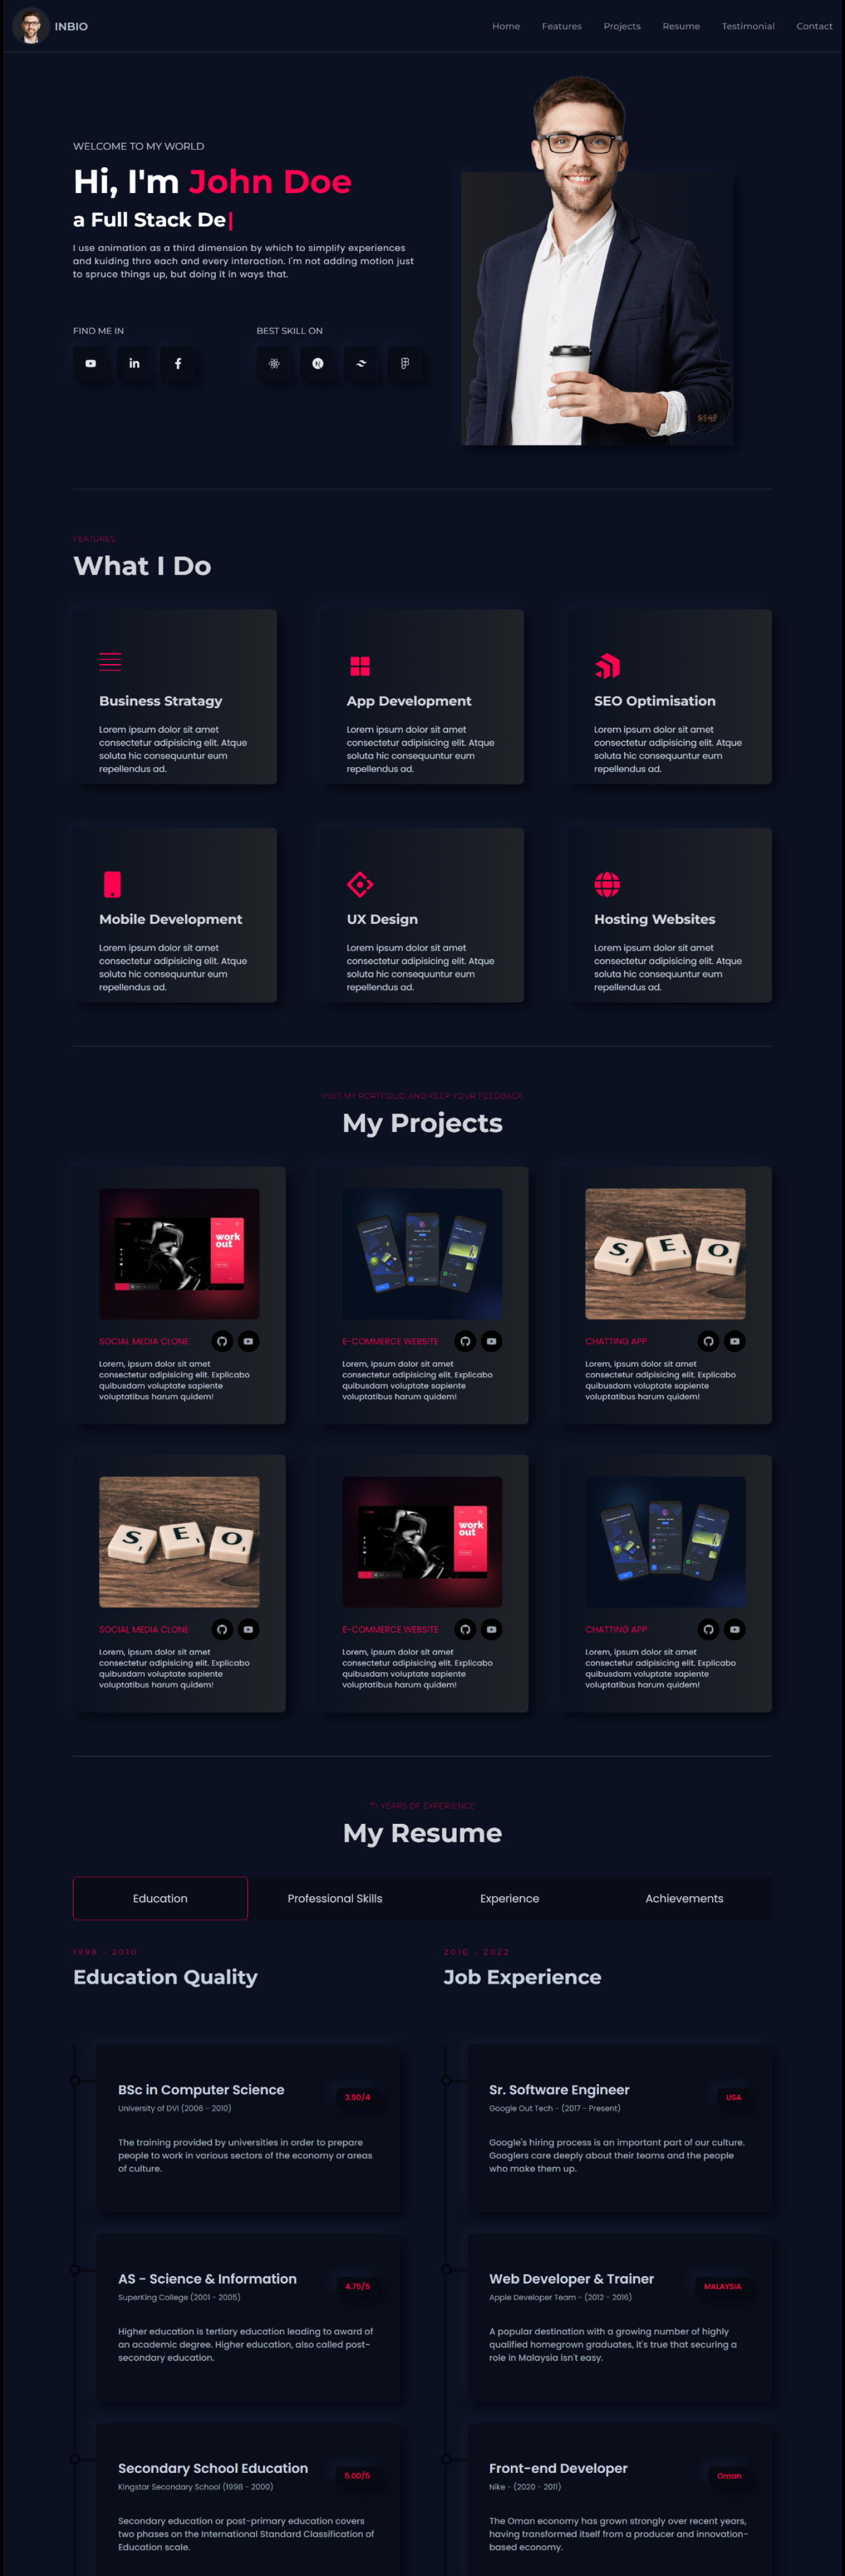 INBIO
Home Features Projects Resume Testimonial Contact
WELCOME TO MY WORLD
Hi, I'm John Doe
a Full Stack De|
I use animation as a third dimension by which to simplify experiences
and kuiding thro each and every interaction. I'm not adding motion just
to spruce things up, but doing it in ways that.
FIND ME IN
BEST SKILL ON
FEATURES
What I Do
Business Stratagy
Lorem ipsum dolor sit amet
consectetur adipisicing elit. Atque
soluta hic consequuntur eum
repellendus ad.
App Development
Lorem ipsum dolor sit amet
consectetur adipisicing elit. Atque
soluta hic consequuntur eum
repellendus ad.
SEO Optimisation
Lorem ipsum dolor sit amet
consectetur adipisicing elit. Atque
soluta hic consequuntur eum
repellendus ad.
Mobile Development
Lorem ipsum dolor sit amet
consectetur adipisicing elit. Atque
soluta hic consequuntur eum
repellendus ad.
UX Design
Lorem ipsum dolor sit amet
consectetur adipisicing elit. Atque
soluta hic consequuntur eum
repellendus ad.
Hosting Websites
Lorem ipsum dolor sit amet
consectetur adipisicing elit. Atque
soluta hic consequuntur eum
repellendus ad.
VISIT MY PORTFOLIO AND KEEP YOUR FEEDBACK
My Projects
work
out
SOCIAL MEDIA CLONE
Lorem, ipsum dolor sit amet
consectetur adipisicing elit. Explicabo
quibusdam voluptate sapiente
voluptatibus harum quidem!
E-COMMERCE WEBSITE
Lorem, ipsum dolor sit amet
consectetur adipisicing elit. Explicabo
quibusdam voluptate sapiente
voluptatibus harum quidem!
S E O
CHATTING APP
Lorem, ipsum dolor sit amet
consectetur adipisicing elit. Explicabo
quibusdam voluptate sapiente
voluptatibus harum quidem!
S E O
SOCIAL MEDIA CLONE
Lorem, ipsum dolor sit amet
consectetur adipisicing elit. Explicabo
quibusdam voluptate sapiente
voluptatibus harum quidem!
work
out
E-COMMERCE WEBSITE
Lorem, ipsum dolor sit amet
consectetur adipisicing elit. Explicabo
quibusdam voluptate sapiente
voluptatibus harum quidem!
CHATTING APP
Lorem, ipsum dolor sit amet
consectetur adipisicing elit. Explicabo
quibusdam voluptate sapiente
voluptatibus harum quidem!
7+ YEARS OF EXPERIENCE
My Resume
Education Professional Skills Experience Achievements
1998 - 2010
Education Quality
BSc in Computer Science
University of DVI (2006 - 2010)
3.90/4
The training provided by universities in order to prepare
people to work in various sectors of the economy or areas
of culture.
AS - Science & Information
SuperKing College (2001 - 2005)
4.75/5
Higher education is tertiary education leading to award of
an academic degree. Higher education, also called post-
secondary education.
Secondary School Education
Kingstar Secondary School (1998 - 2000)
5.00/5
Secondary education or post-primary education covers
two phases on the International Standard Classification of
Education scale.
2010 - 2022
Job Experience
Sr. Software Engineer
Google Out Tech - (2017 - Present)
USA
Google's hiring process is an important part of our culture.
Googlers care deeply about their teams and the people
who make them up.
Web Developer & Trainer
Apple Developer Team - (2012 - 2016)
MALAYSIA
A popular destination with a growing number of highly
qualified homegrown graduates, it's true that securing a
role in Malaysia isn't easy.
Front-end Developer
Nike - (2020 - 2011)
Oman
The Oman economy has grown strongly over recent years,
having transformed itself from a producer and innovation-
based economy.